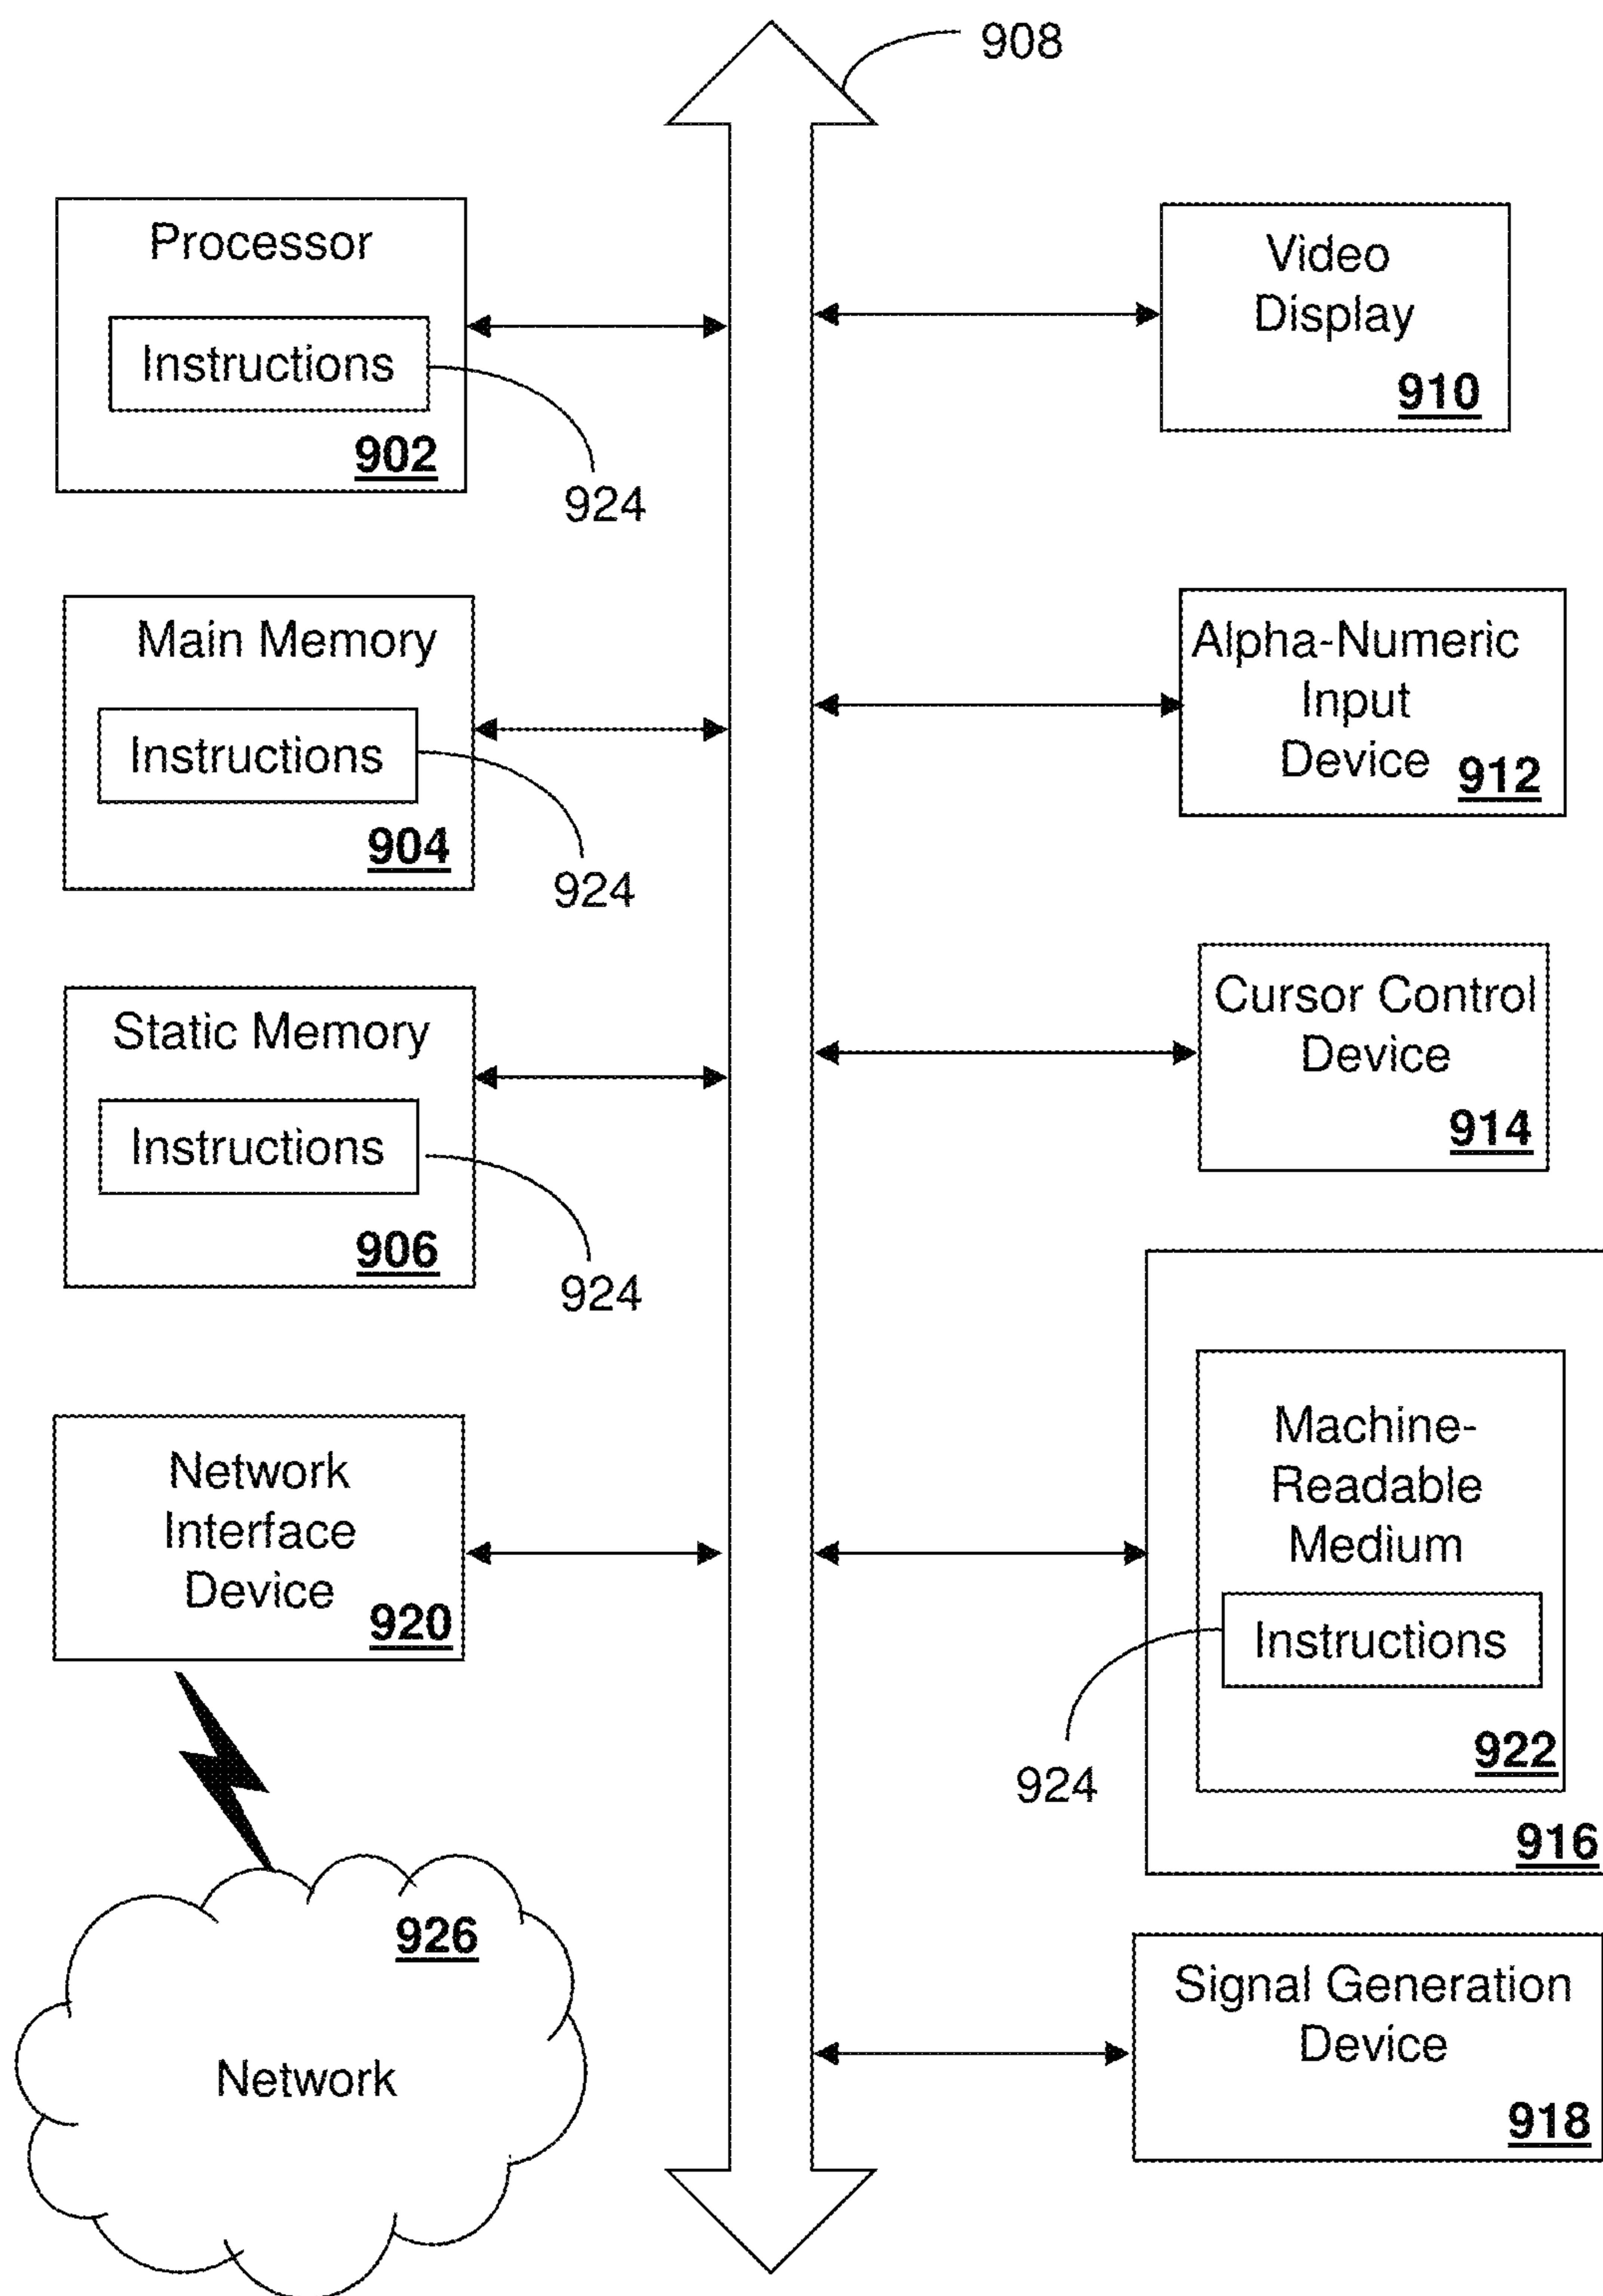 908
Processor
Instructions
902
924
Video
Display
910
Main Memory
Instructions
904
924
Alpha-Numeric
Input
Device
912
Static Memory
Instructions
906
924
Cursor Control
Device
914
Network
Interface
Device
920
Machine-
Readable
Medium
Instructions
924
922
916
926
Network
Signal Generation
Device
918